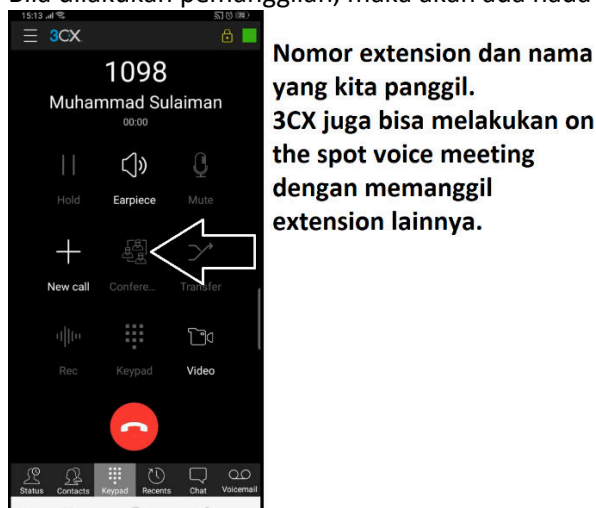 Bila dilakukan pemanggilan, maka akan ada nada
15:13
3CX
1098
Muhammad Sulaiman
00:00
Hold Earpiece Mute
New call Confere... Transfer
Rec Keypad Video
Status Contacts Keypad Recents Chat Voicemail
Nomor extension dan nama
yang kita panggil.
3CX juga bisa melakukan on
the spot voice meeting
dengan memanggil
extension lainnya.